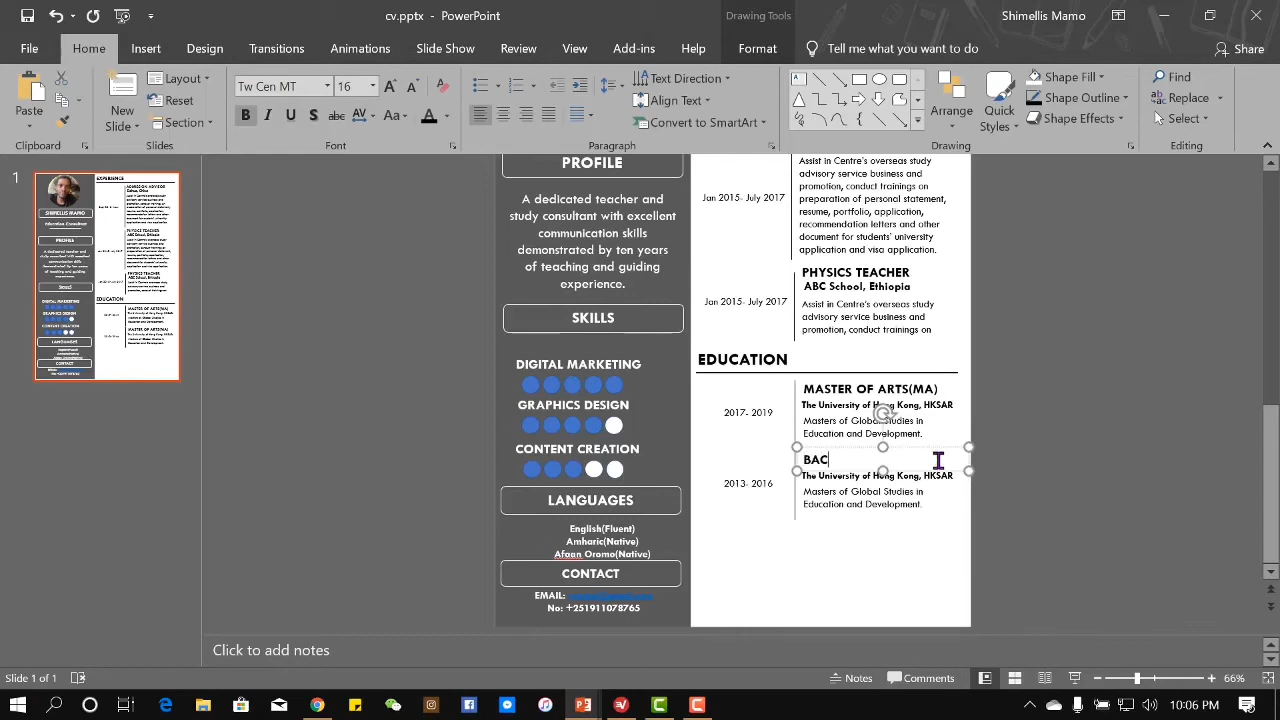 cv.pptx - PowerPoint
Drawing Tools
Shimellis Mamo
File
Home
Insert
Design
Transitions
Animations
Slide Show
Review
View
Add-ins
Help
Format
Tell me what you want to do
Share
Paste
New
Slide
Layout
Reset
Section
Tw Cen MT
16
B
I
U
S
abc
AV
Aa
A
Text Direction
Align Text
Convert to SmartArt
Arrange
Quick
Styles
Shape Fill
Shape Outline
Shape Effects
Find
Replace
Select
Clipboard
Slides
Font
Paragraph
Drawing
Editing
1
EXPERIENCE
SHIMELLIS MAMO
Education Consultant
PROFILE
A dedicated teacher and
study consultant with excellent
communication skills
demonstrated by ten years
of teaching and guiding
experience.
SKILLS
DIGITAL MARKETING
GRAPHICS DESIGN
CONTENT CREATION
LANGUAGES
English(Fluent)
Amharic(Native)
Afaan Oromo(Native)
CONTACT
EMAIL:
No: +251911078765
Assist in Centre's overseas study
advisory service business and
promotion, conduct trainings on
preparation of personal statement,
resume, portfolio, application,
recommendation letters and other
document for students' university
application and visa application.
Jan 2015- July 2017
PHYSICS TEACHER
ABC School, Ethiopia
Jan 2015- July 2017
Assist in Centre's overseas study
advisory service business and
promotion, conduct trainings on
EDUCATION
MASTER OF ARTS(MA)
The University of Hong Kong, HKSAR
2017- 2019
Masters of Global Studies in
Education and Development.
BAC
The University of Hong Kong, HKSAR
2013- 2016
Masters of Global Studies in
Education and Development.
Click to add notes
Slide 1 of 1
Notes
Comments
66%
10:06 PM